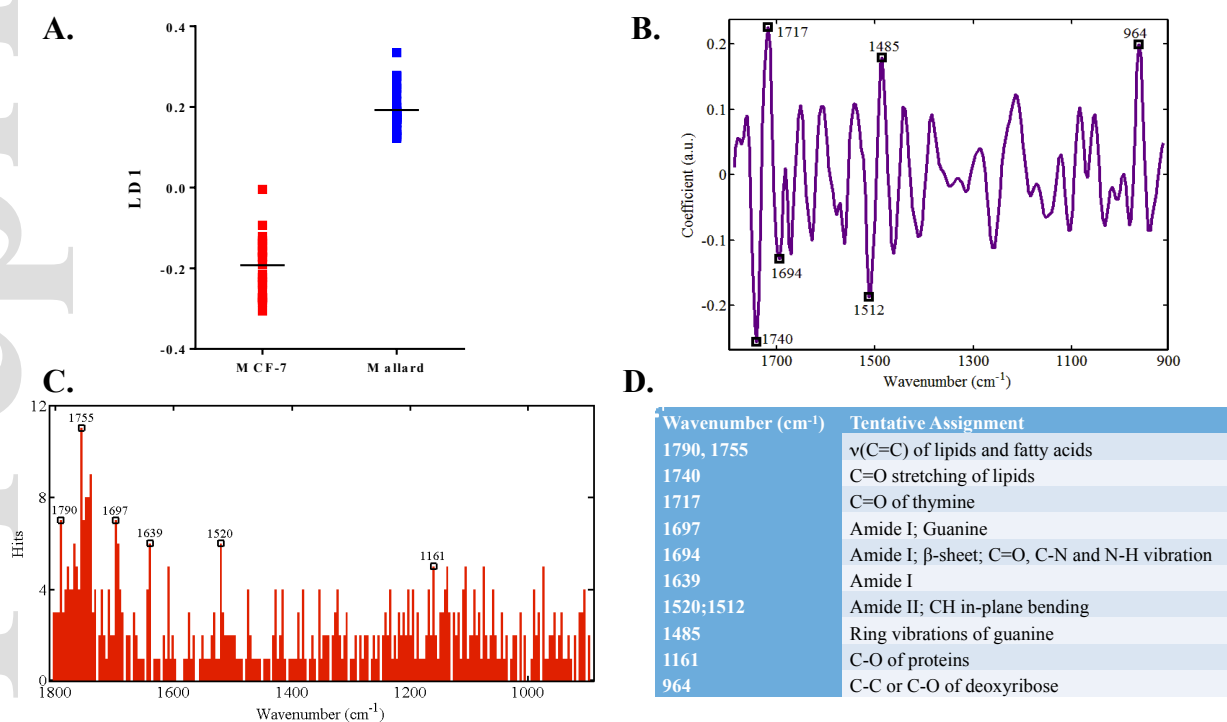 A.
0.4
0.2
0.0
-0.2
-0.4
LD1
MCF-7
Mallard
B.
0.2
0.1
0
-0.1
-0.2
Coefficient (a.u.)
1717
1485
964
1694
1512
1740
1700
1500
1300
1100
900
Wavenumber (cm-1)
C.
12
8
4
0
Hits
1755
1790
1697
1639
1520
1161
1800
1600
1400
1200
1000
Wavenumber (cm-1)
D.
Wavenumber (cm-1) Tentative Assignment
1790, 1755 ν(C=C) of lipids and fatty acids
1740 C=O stretching of lipids
1717 C=O of thymine
1697 Amide I; Guanine
1694 Amide I; β-sheet; C=O, C-N and N-H vibration
1639 Amide I
1520;1512 Amide II; CH in-plane bending
1485 Ring vibrations of guanine
1161 C-O of proteins
964 C-C or C-O of deoxyribose